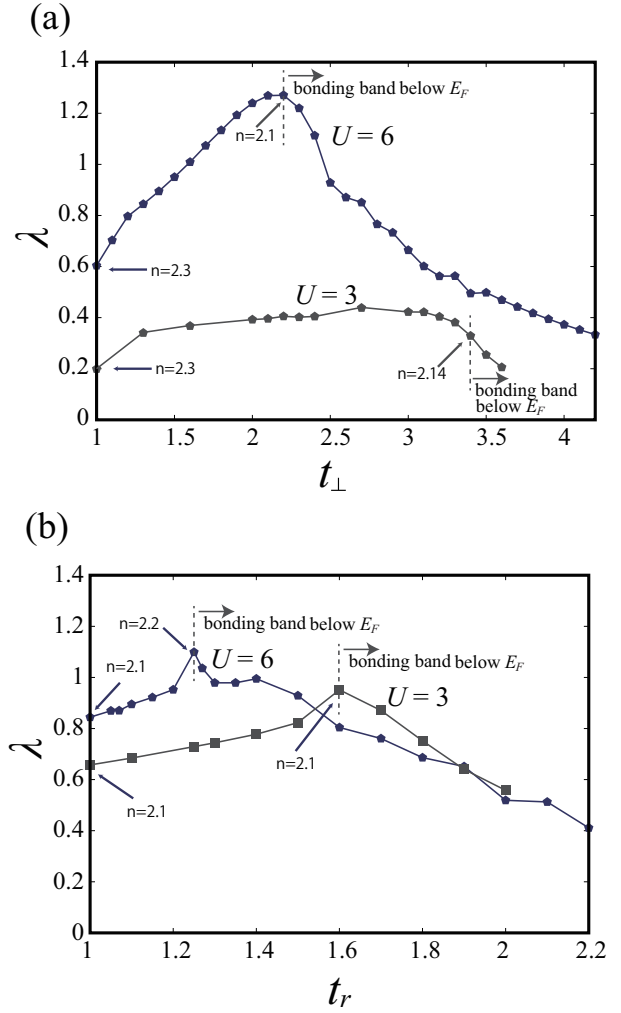 (a)
1.4
1.2
1
0.8
0.6
0.4
0.2
0
λ
bonding band below E_F
n=2.1
U = 6
n=2.3
U = 3
n=2.3
n=2.14
bonding band
below E_F
1 1.5 2 2.5 3 3.5 4
t⊥
(b)
1.4
1.2
1
0.8
0.6
0.4
0.2
0
λ
n=2.2
bonding band below E_F
n=2.1
U = 6
bonding band below E_F
U = 3
n=2.1
n=2.1
1 1.2 1.4 1.6 1.8 2 2.2
t_r